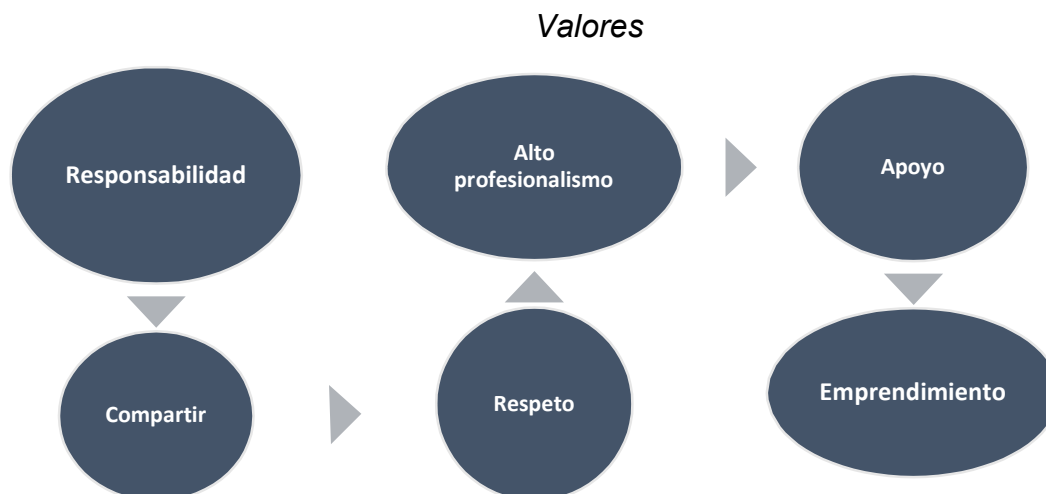 Valores
Responsabilidad
Alto
profesionalismo
Apoyo
Compartir
Respeto
Emprendimiento